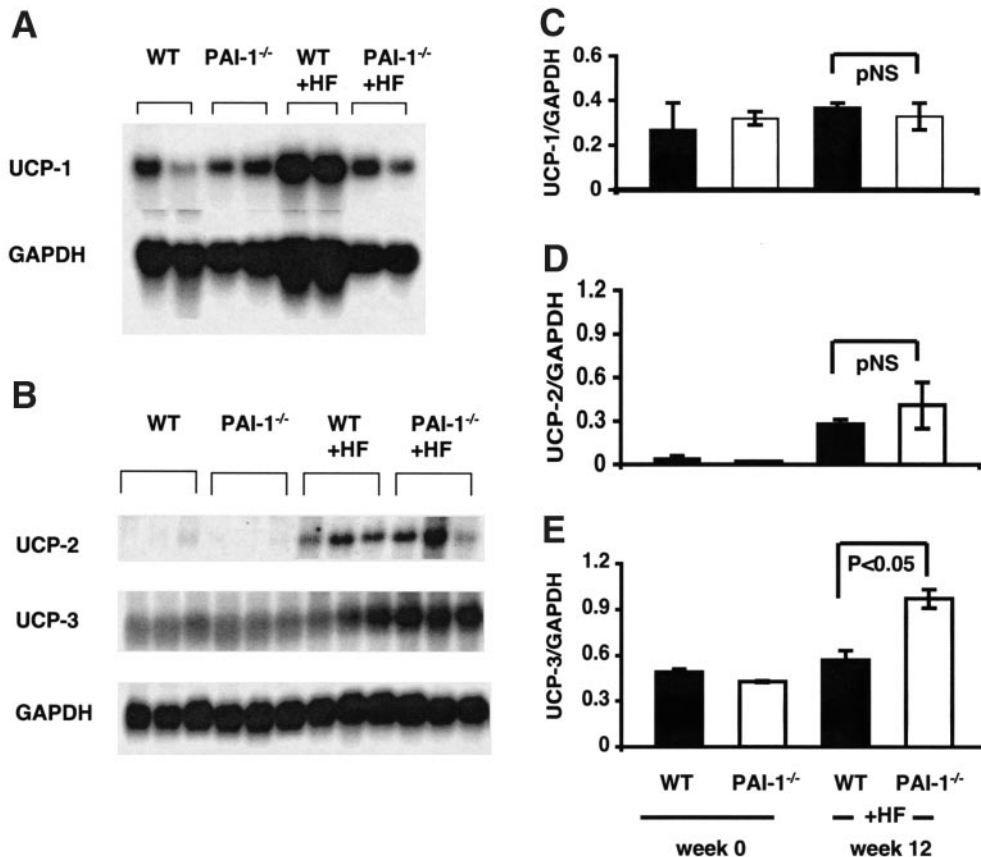 A
WT PAI-1-/- WT +HF PAI-1-/- +HF
UCP-1
GAPDH
B
WT PAI-1-/- WT +HF PAI-1-/- +HF
UCP-2
UCP-3
GAPDH
C
UCP-1/GAPDH
0.6
0.4
0.2
0
pNS
D
UCP-2/GAPDH
1.2
0.9
0.6
0.3
0
pNS
E
UCP-3/GAPDH
1.2
0.9
0.6
0.3
0
P<0.05
WT PAI-1-/- WT PAI-1-/-
+HF
week 0 week 12